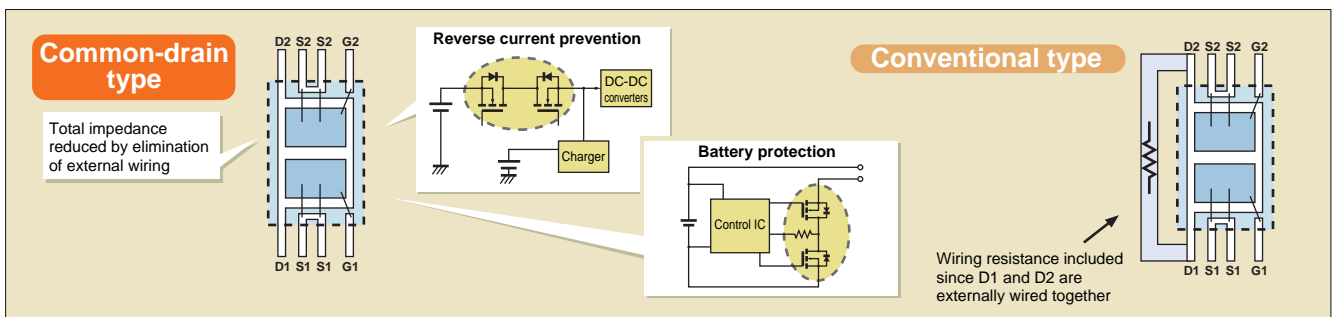 Common-drain
type
Total impedance
reduced by elimination
of external wiring
D2 S2 S2 G2
D1 S1 S1 G1
Reverse current prevention
DC-DC
converters
Charger
Battery protection
Control IC
Conventional type
D2 S2 S2 G2
D1 S1 S1 G1
Wiring resistance included
since D1 and D2 are
externally wired together